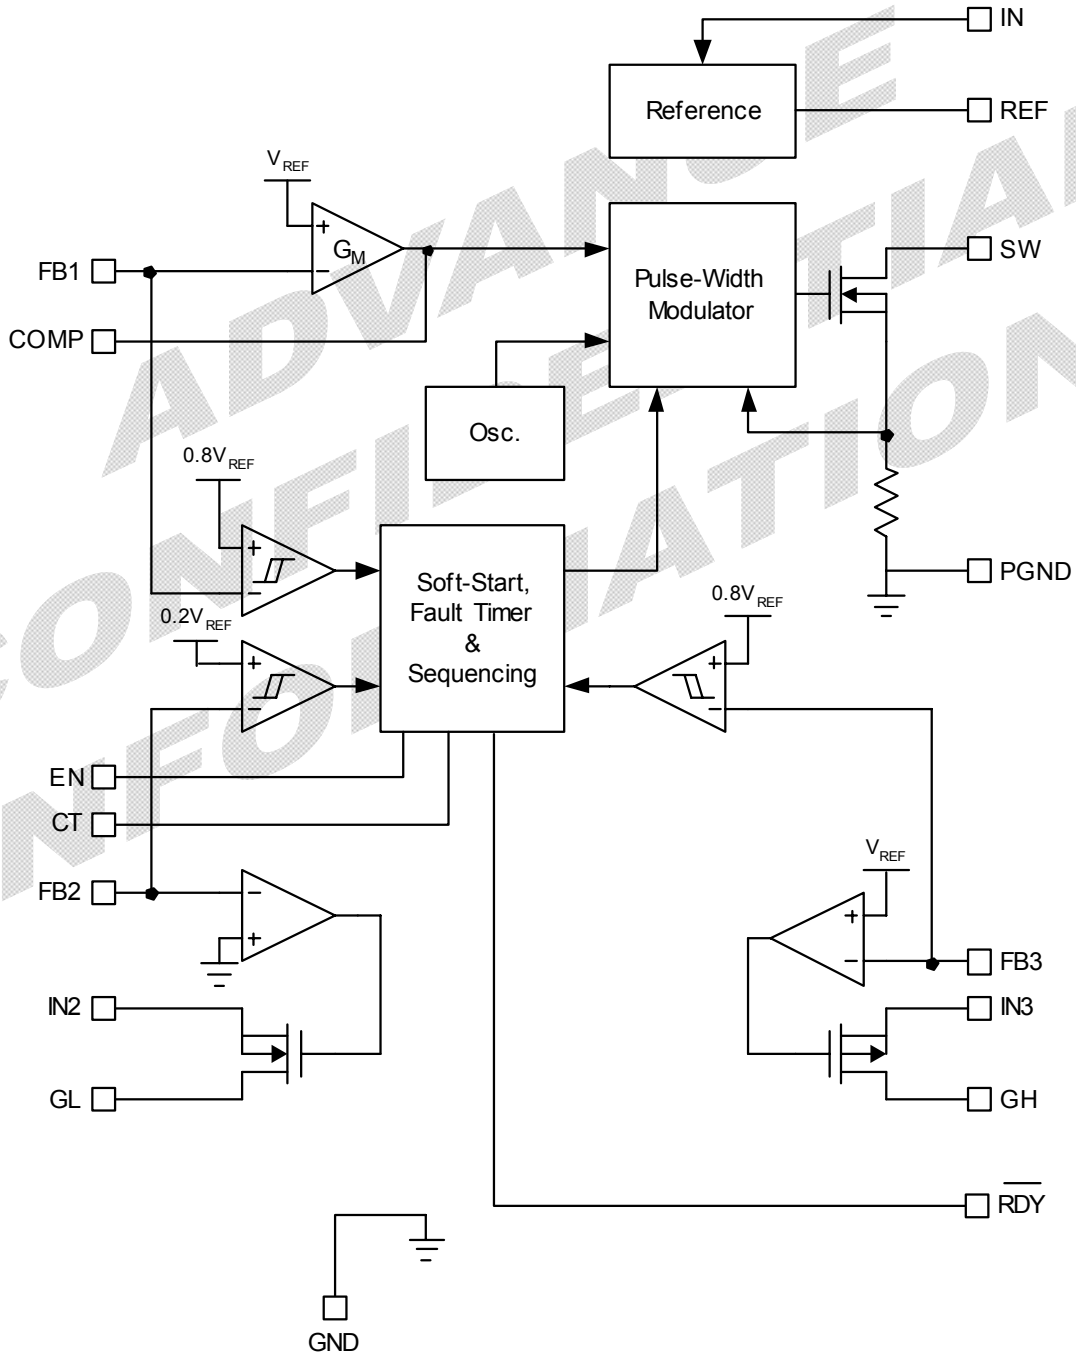 IN
Reference
REF
VREF
+
GM
−
FB1
SW
Pulse-Width
Modulator
COMP
Osc.
0.8VREF
+
−
Soft-Start,
Fault Timer
&
Sequencing
PGND
0.2VREF
+
−
0.8VREF
+
−
EN
CT
FB2
−
+
VREF
+
−
FB3
IN2
IN3
GL
GH
RDY
GND
ADVANCE
CONFIDENTIAL
INFORMATION